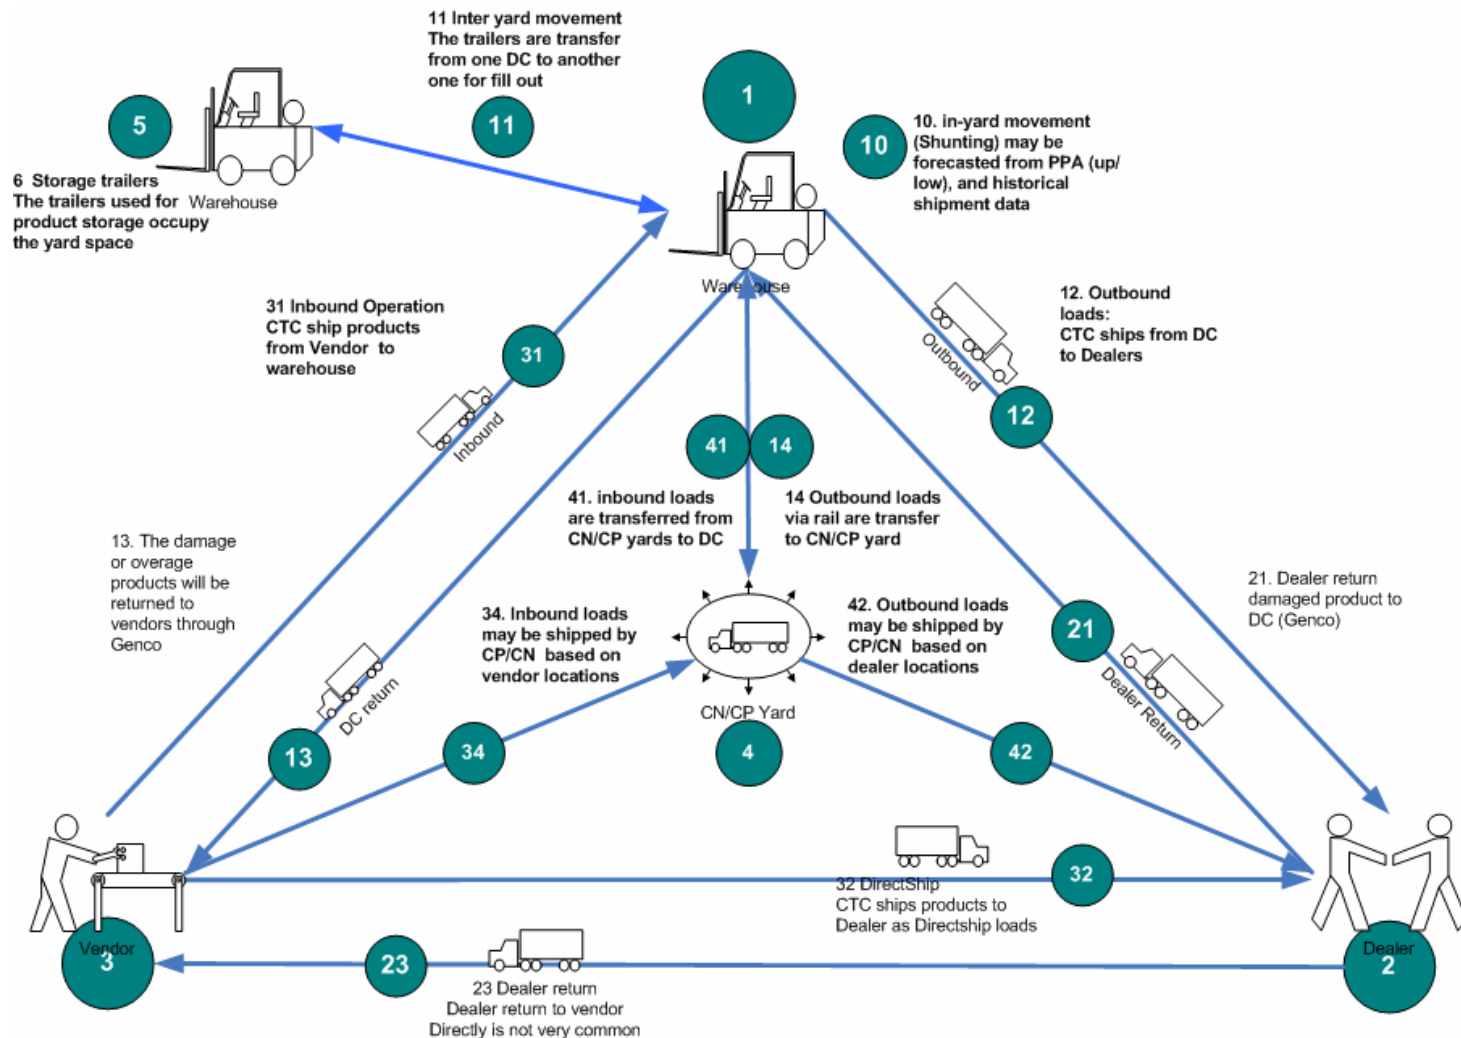 11 Inter yard movement
The trailers are transfer
from one DC to another
one for fill out
1
5
11
10
10. in-yard movement
(Shunting) may be
forecasted from PPA (up/
low), and historical
shipment data
6 Storage trailers
The trailers used for
product storage occupy
the yard space
Warehouse
Warehouse
31 Inbound Operation
CTC ship products
from Vendor to
warehouse
31
Inbound
12. Outbound
loads:
CTC ships from DC
to Dealers
Outbound
12
41
14
41. inbound loads
are transferred from
CN/CP yards to DC
14 Outbound loads
via rail are transfer
to CN/CP yard
13. The damage
or overage
products will be
returned to
vendors through
Genco
21. Dealer return
damaged product to
DC (Genco)
34. Inbound loads
may be shipped by
CP/CN based on
vendor locations
42. Outbound loads
may be shipped by
CP/CN based on
dealer locations
21
Dealer Return
DC return
13
34
CN/CP Yard
4
42
32 DirectShip
CTC ships products to
Dealer as Directship loads
32
Vendor
3
23
23 Dealer return
Dealer return to vendor
Directly is not very common
Dealer
2